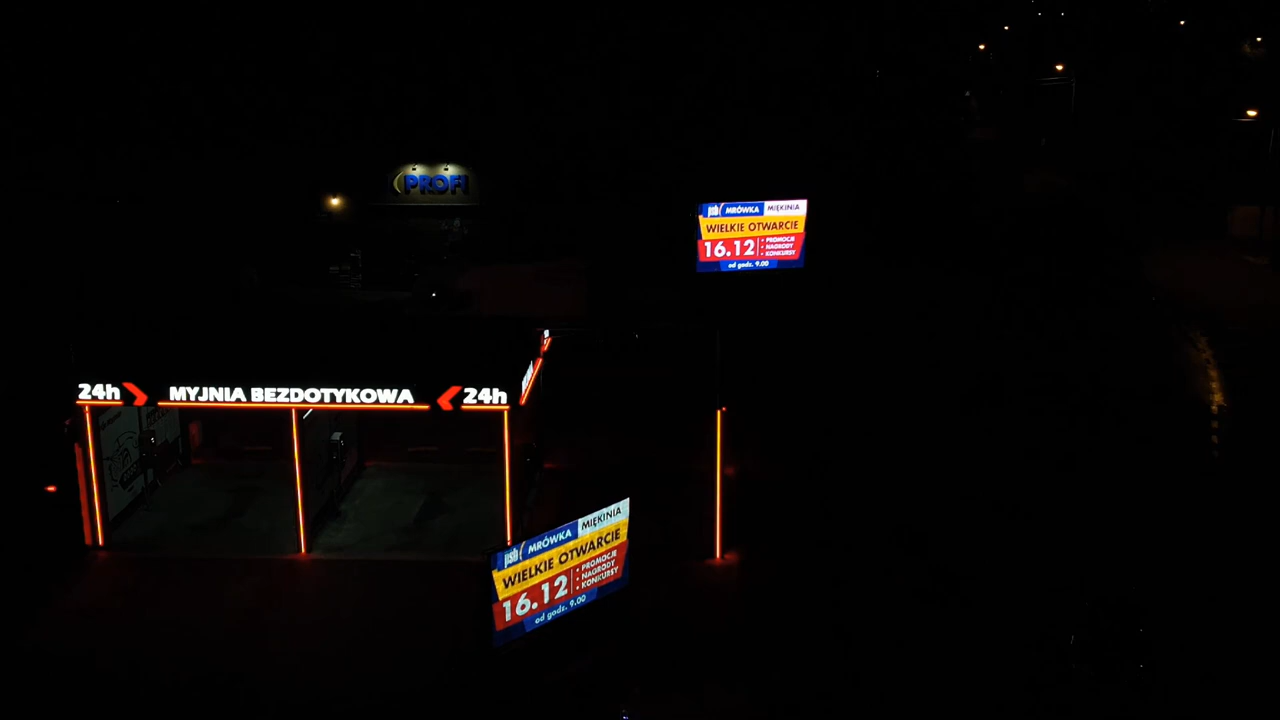 PROFI
psb MRÓWKA MIĘKINIA
WIELKIE OTWARCIE
16.12
• PROMOCJE
• NAGRODY
• KONKURSY
od godz. 9.00
24h MYJNIA BEZDOTYKOWA 24h
psb MRÓWKA MIĘKINIA
WIELKIE OTWARCIE
16.12
• PROMOCJE
• NAGRODY
• KONKURSY
od godz. 9.00